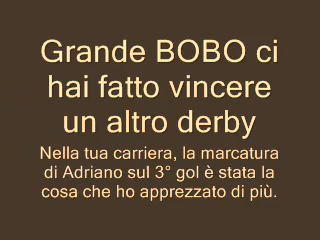 Grande BOBO ci
hai fatto vincere
un altro derby
Nella tua carriera, la marcatura
di Adriano sul 3° gol è stata la
cosa che ho apprezzato di più.